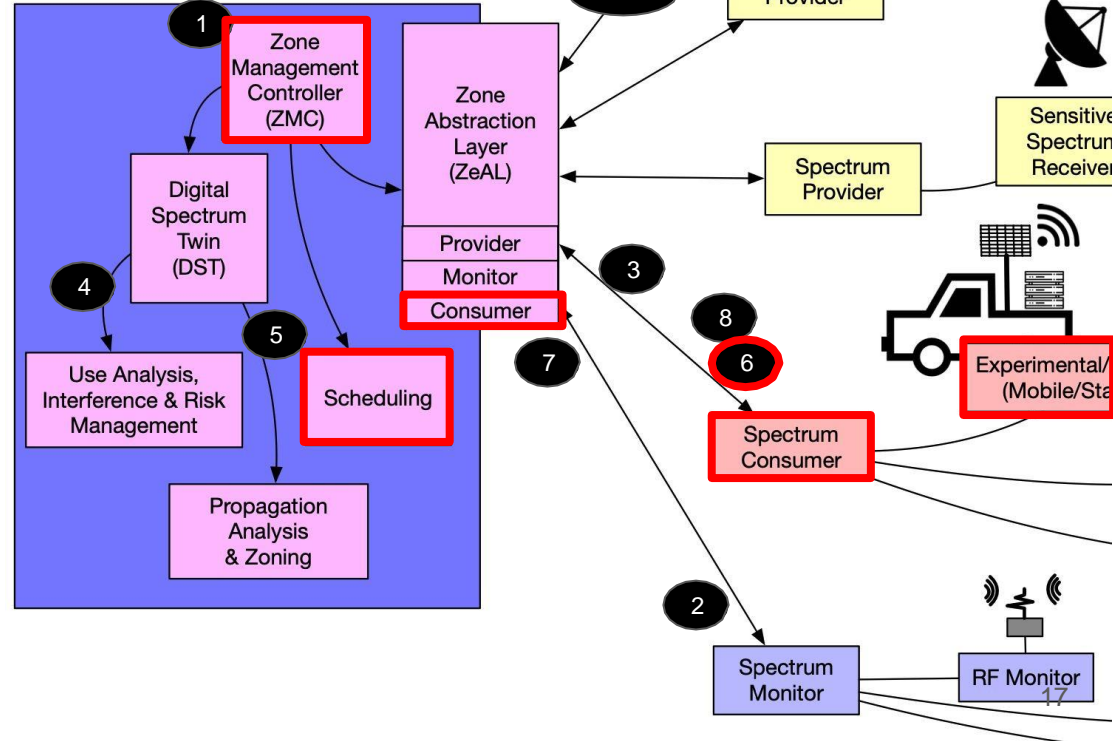 1
Zone
Management
Controller
(ZMC)
Zone
Abstraction
Layer
(ZeAL)
Provider
Monitor
Consumer
Digital
Spectrum
Twin
(DST)
4
5
Use Analysis,
Interference & Risk
Management
Scheduling
Propagation
Analysis
& Zoning
Provider
Sensitive
Spectrum
Receiver
Spectrum
Provider
3
8
6
7
Experimental/
(Mobile/Sta
Spectrum
Consumer
2
Spectrum
Monitor
RF Monitor
17